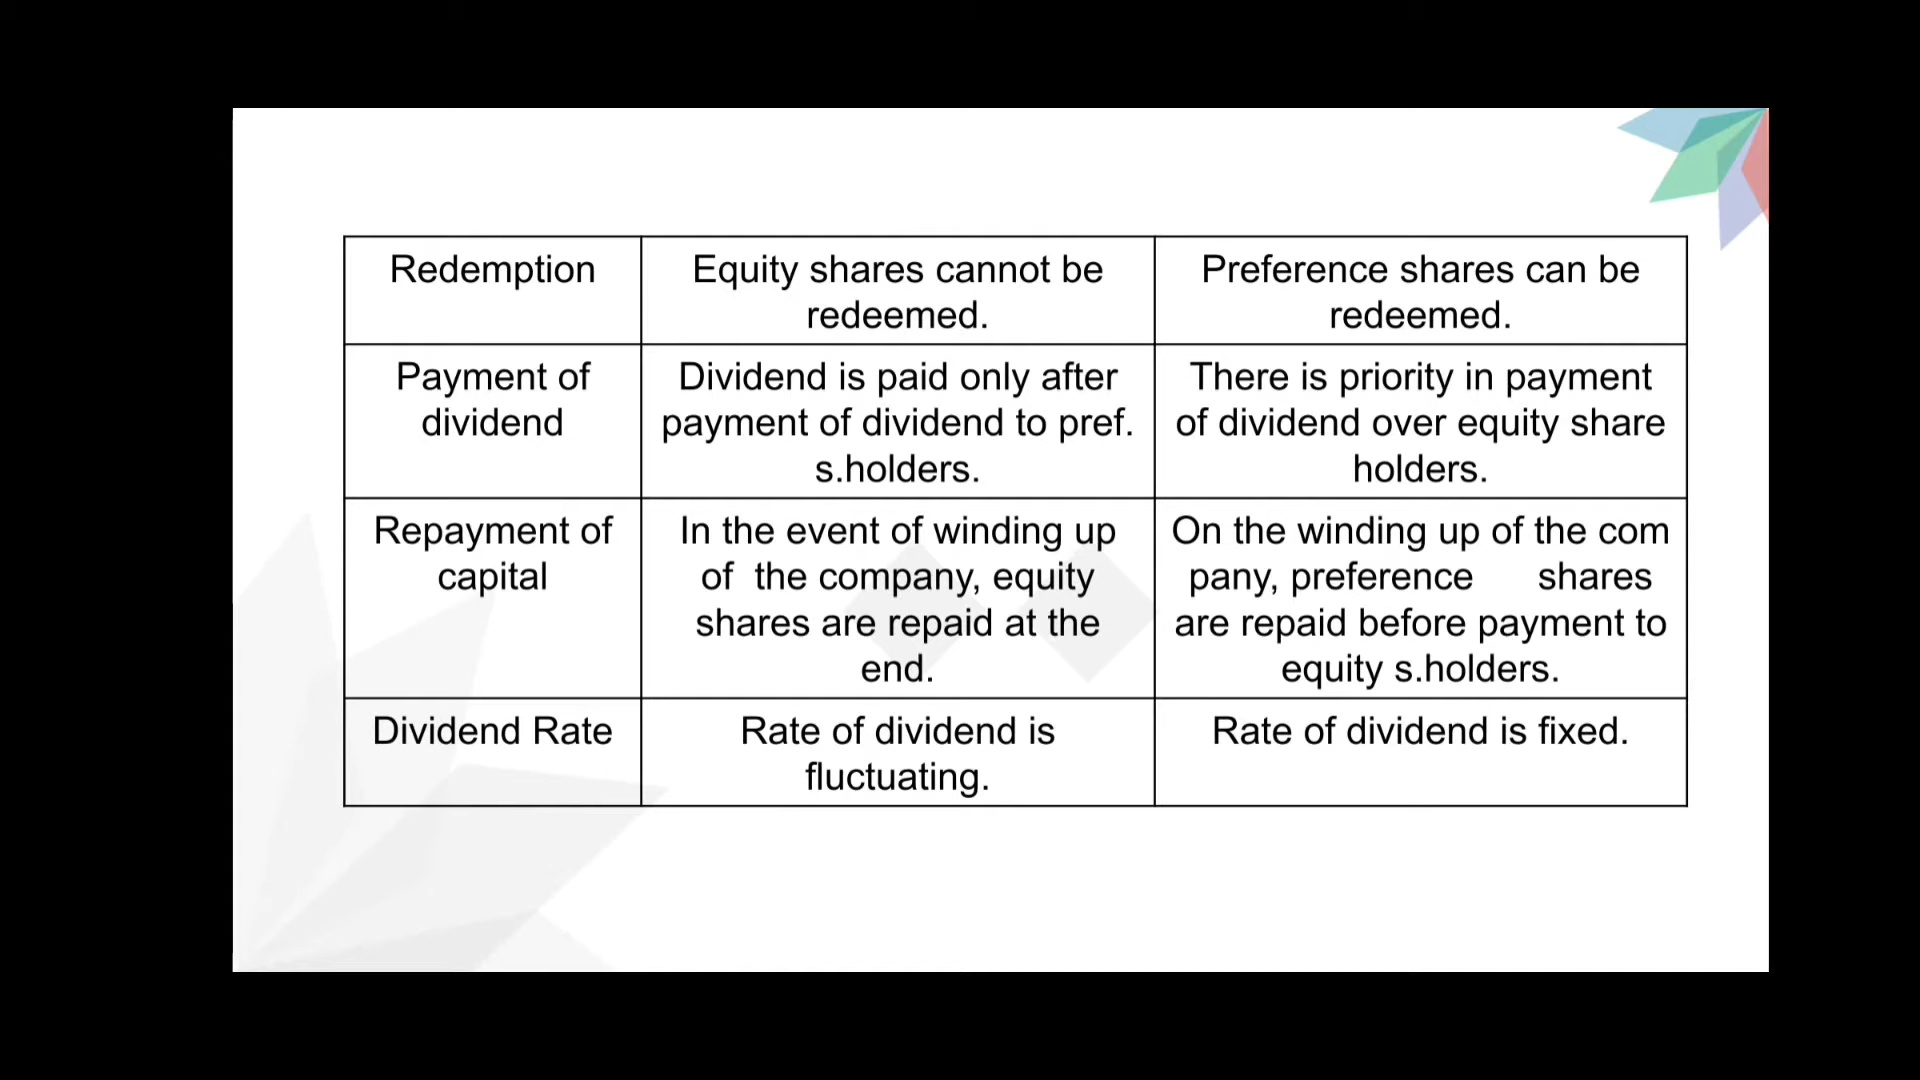 Redemption
Equity shares cannot be
redeemed.
Preference shares can be
redeemed.
Payment of
dividend
Dividend is paid only after
payment of dividend to pref.
s.holders.
There is priority in payment
of dividend over equity share
holders.
Repayment of
capital
In the event of winding up
of  the company, equity
shares are repaid at the
end.
On the winding up of the com
pany, preference      shares
are repaid before payment to
equity s.holders.
Dividend Rate
Rate of dividend is
fluctuating.
Rate of dividend is fixed.